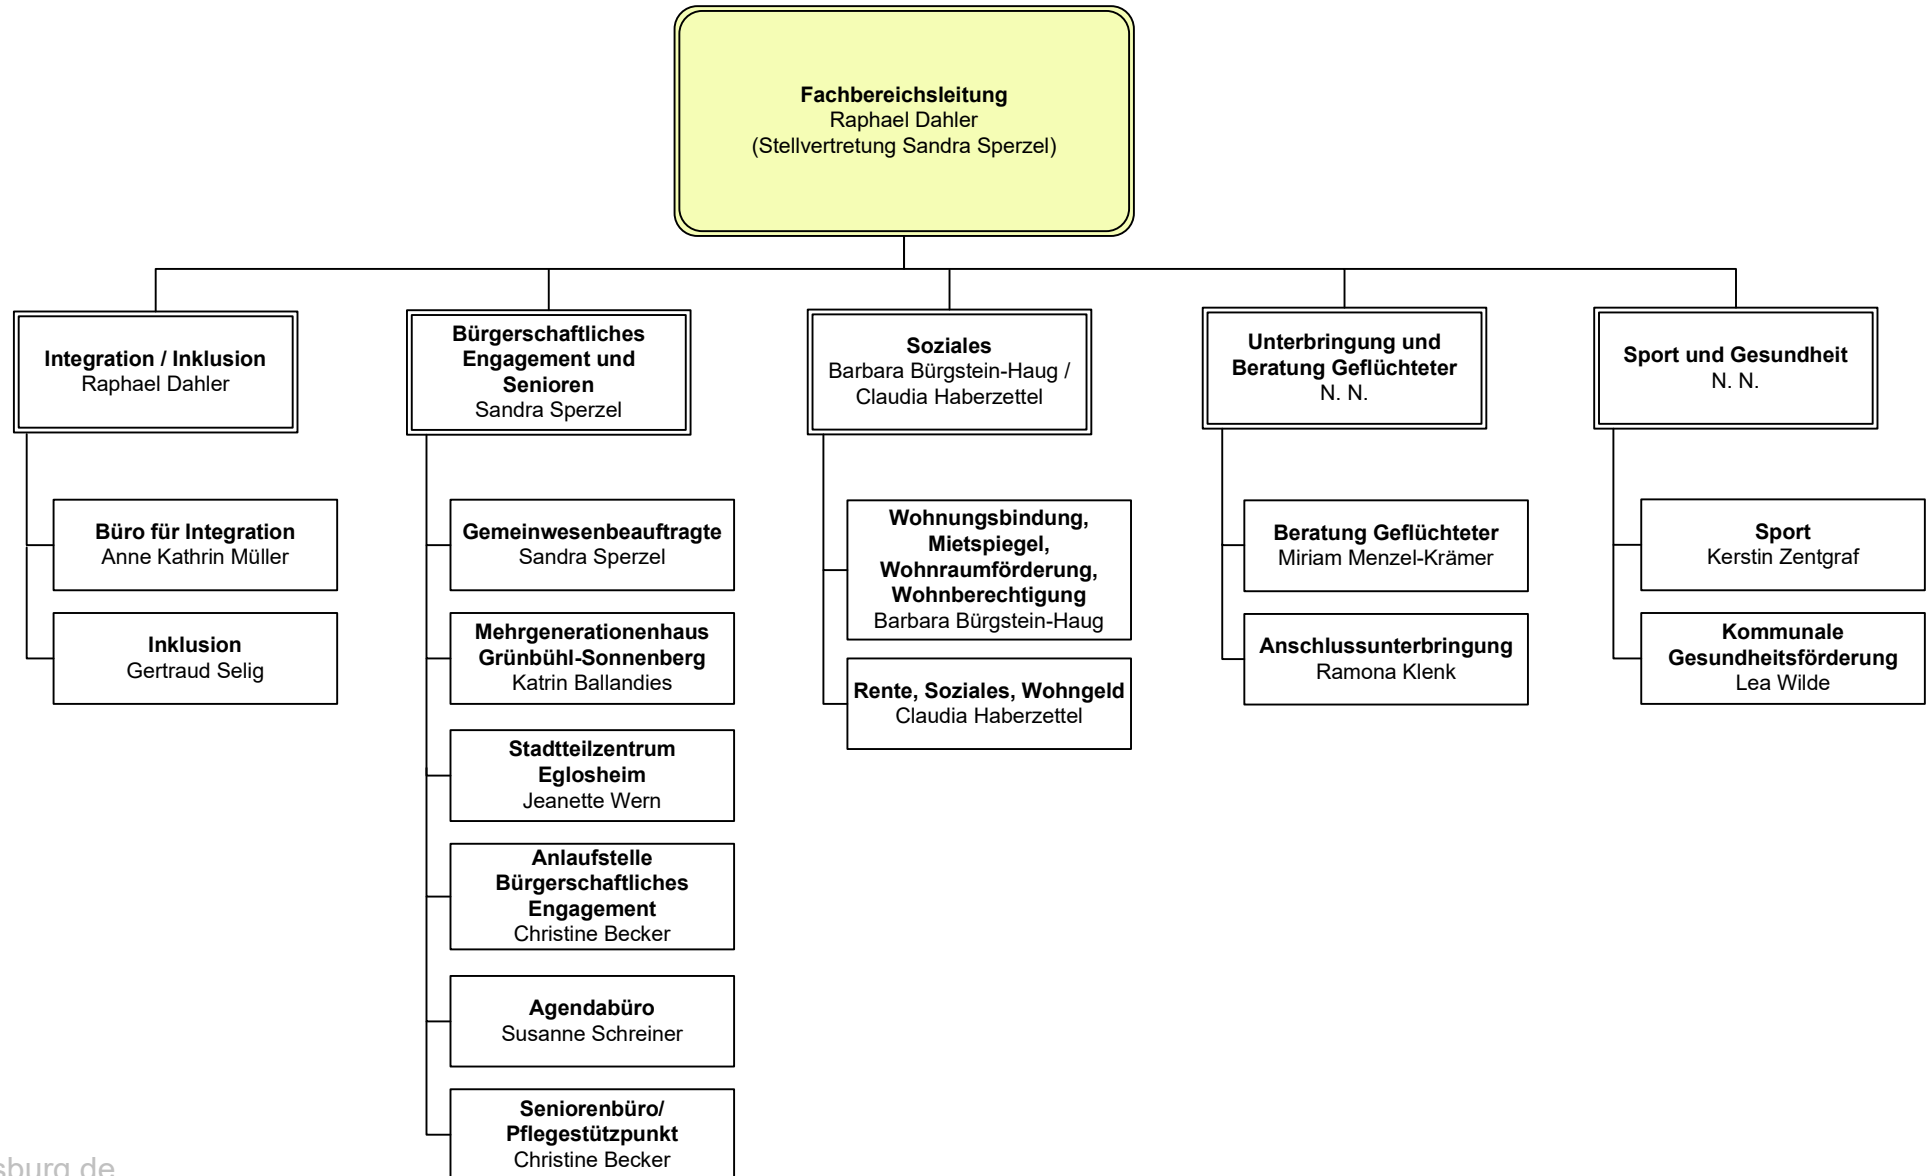 Fachbereichsleitung
Raphael Dahler
(Stellvertretung Sandra Sperzel)
Integration / Inklusion
Raphael Dahler
Büro für Integration
Anne Kathrin Müller
Inklusion
Gertraud Selig
Bürgerschaftliches
Engagement und
Senioren
Sandra Sperzel
Gemeinwesenbeauftragte
Sandra Sperzel
Mehrgenerationenhaus
Grünbühl-Sonnenberg
Katrin Ballandies
Stadtteilzentrum
Eglosheim
Jeanette Wern
Anlaufstelle
Bürgerschaftliches
Engagement
Christine Becker
Agendabüro
Susanne Schreiner
Seniorenbüro/
Pflegestützpunkt
Christine Becker
Soziales
Barbara Bürgstein-Haug /
Claudia Haberzettel
Wohnungsbindung,
Mietspiegel,
Wohnraumförderung,
Wohnberechtigung
Barbara Bürgstein-Haug
Rente, Soziales, Wohngeld
Claudia Haberzettel
Unterbringung und
Beratung Geflüchteter
N. N.
Beratung Geflüchteter
Miriam Menzel-Krämer
Anschlussunterbringung
Ramona Klenk
Sport und Gesundheit
N. N.
Sport
Kerstin Zentgraf
Kommunale
Gesundheitsförderung
Lea Wilde
sburg.de